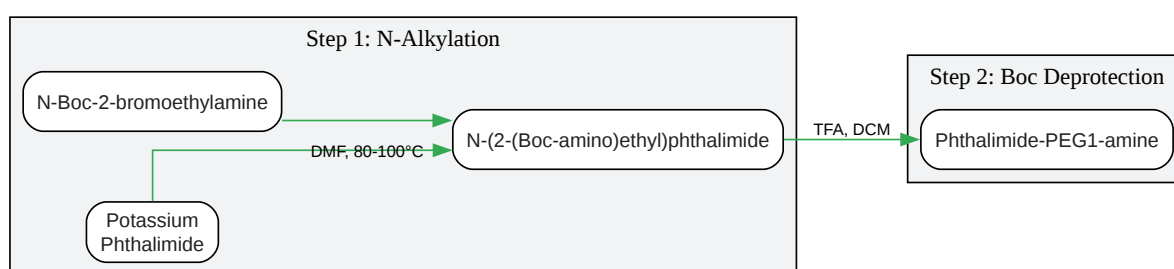 Step 1: N-Alkylation
N-Boc-2-bromoethylamine
DMF, 80-100°C
Potassium
Phthalimide
N-(2-(Boc-amino)ethyl)phthalimide
TFA, DCM
Step 2: Boc Deprotection
Phthalimide-PEG1-amine